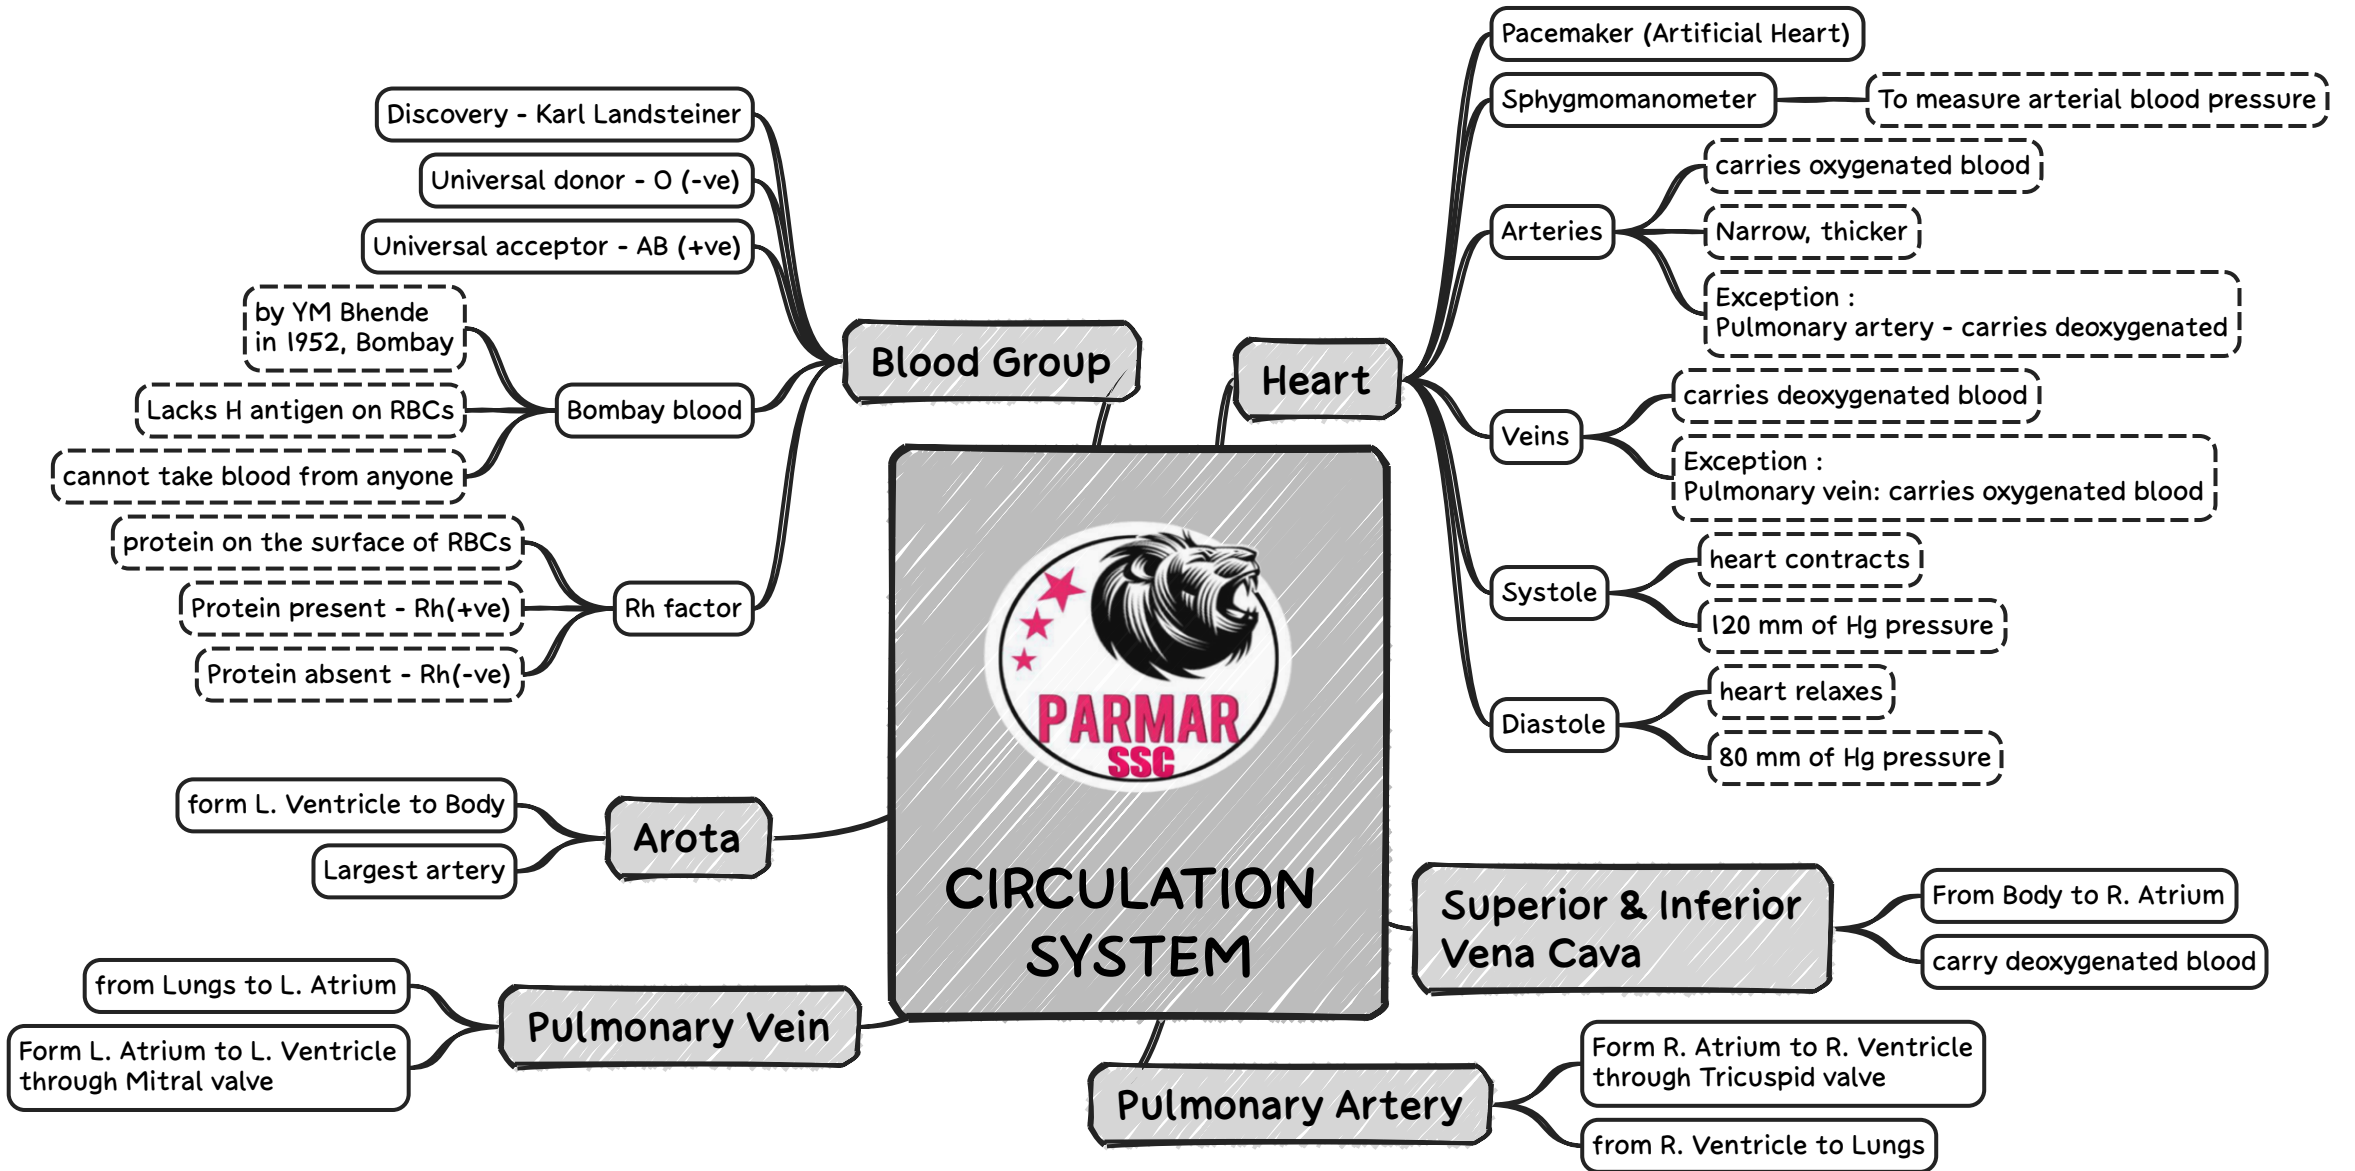 CIRCULATION
SYSTEM
PARMAR
SSC
Blood Group
Discovery - Karl Landsteiner
Universal donor - O (-ve)
Universal acceptor - AB (+ve)
Bombay blood
by YM Bhende
in 1952, Bombay
Lacks H antigen on RBCs
cannot take blood from anyone
Rh factor
protein on the surface of RBCs
Protein present - Rh(+ve)
Protein absent - Rh(-ve)
Heart
Pacemaker (Artificial Heart)
Sphygmomanometer
To measure arterial blood pressure
Arteries
carries oxygenated blood
Narrow, thicker
Exception :
Pulmonary artery - carries deoxygenated
Veins
carries deoxygenated blood
Exception :
Pulmonary vein: carries oxygenated blood
Systole
heart contracts
120 mm of Hg pressure
Diastole
heart relaxes
80 mm of Hg pressure
Arota
form L. Ventricle to Body
Largest artery
Superior & Inferior
Vena Cava
From Body to R. Atrium
carry deoxygenated blood
Pulmonary Vein
from Lungs to L. Atrium
Form L. Atrium to L. Ventricle
through Mitral valve
Pulmonary Artery
Form R. Atrium to R. Ventricle
through Tricuspid valve
from R. Ventricle to Lungs